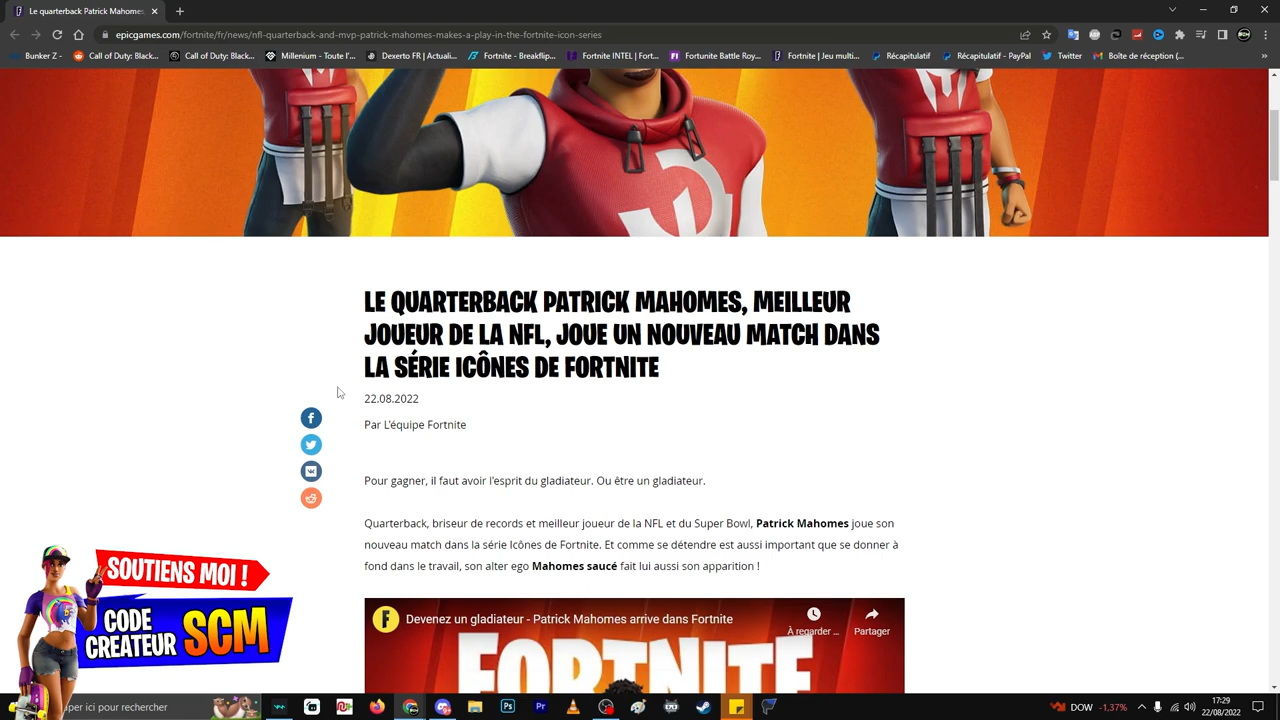 Le quarterback Patrick Mahomes,
epicgames.com/fortnite/fr/news/nfl-quarterback-and-mvp-patrick-mahomes-makes-a-play-in-the-fortnite-icon-series
Bunker Z -
Call of Duty: Black...
Call of Duty: Black...
Millenium - Toute l'i...
Dexerto FR | Actuali...
Fortnite - Breakflip...
Fortnite INTEL | Fort...
Fortunite Battle Roy...
Fortnite | Jeu multi...
Récapitulatif
Récapitulatif - PayPal
Twitter
Boîte de réception (...
LE QUARTERBACK PATRICK MAHOMES, MEILLEUR
JOUEUR DE LA NFL, JOUE UN NOUVEAU MATCH DANS
LA SÉRIE ICÔNES DE FORTNITE
22.08.2022
Par L'équipe Fortnite
Pour gagner, il faut avoir l'esprit du gladiateur. Ou être un gladiateur.
Quarterback, briseur de records et meilleur joueur de la NFL et du Super Bowl, Patrick Mahomes joue son
nouveau match dans la série Icônes de Fortnite. Et comme se détendre est aussi important que se donner à
fond dans le travail, son alter ego Mahomes saucé fait lui aussi son apparition !
Devenez un gladiateur - Patrick Mahomes arrive dans Fortnite
À regarder ...
Partager
FORTNITE
SOUTIENS MOI !
CODE
CREATEUR SCM
aper ici pour rechercher
DOW -1,37%
17:29
22/08/2022